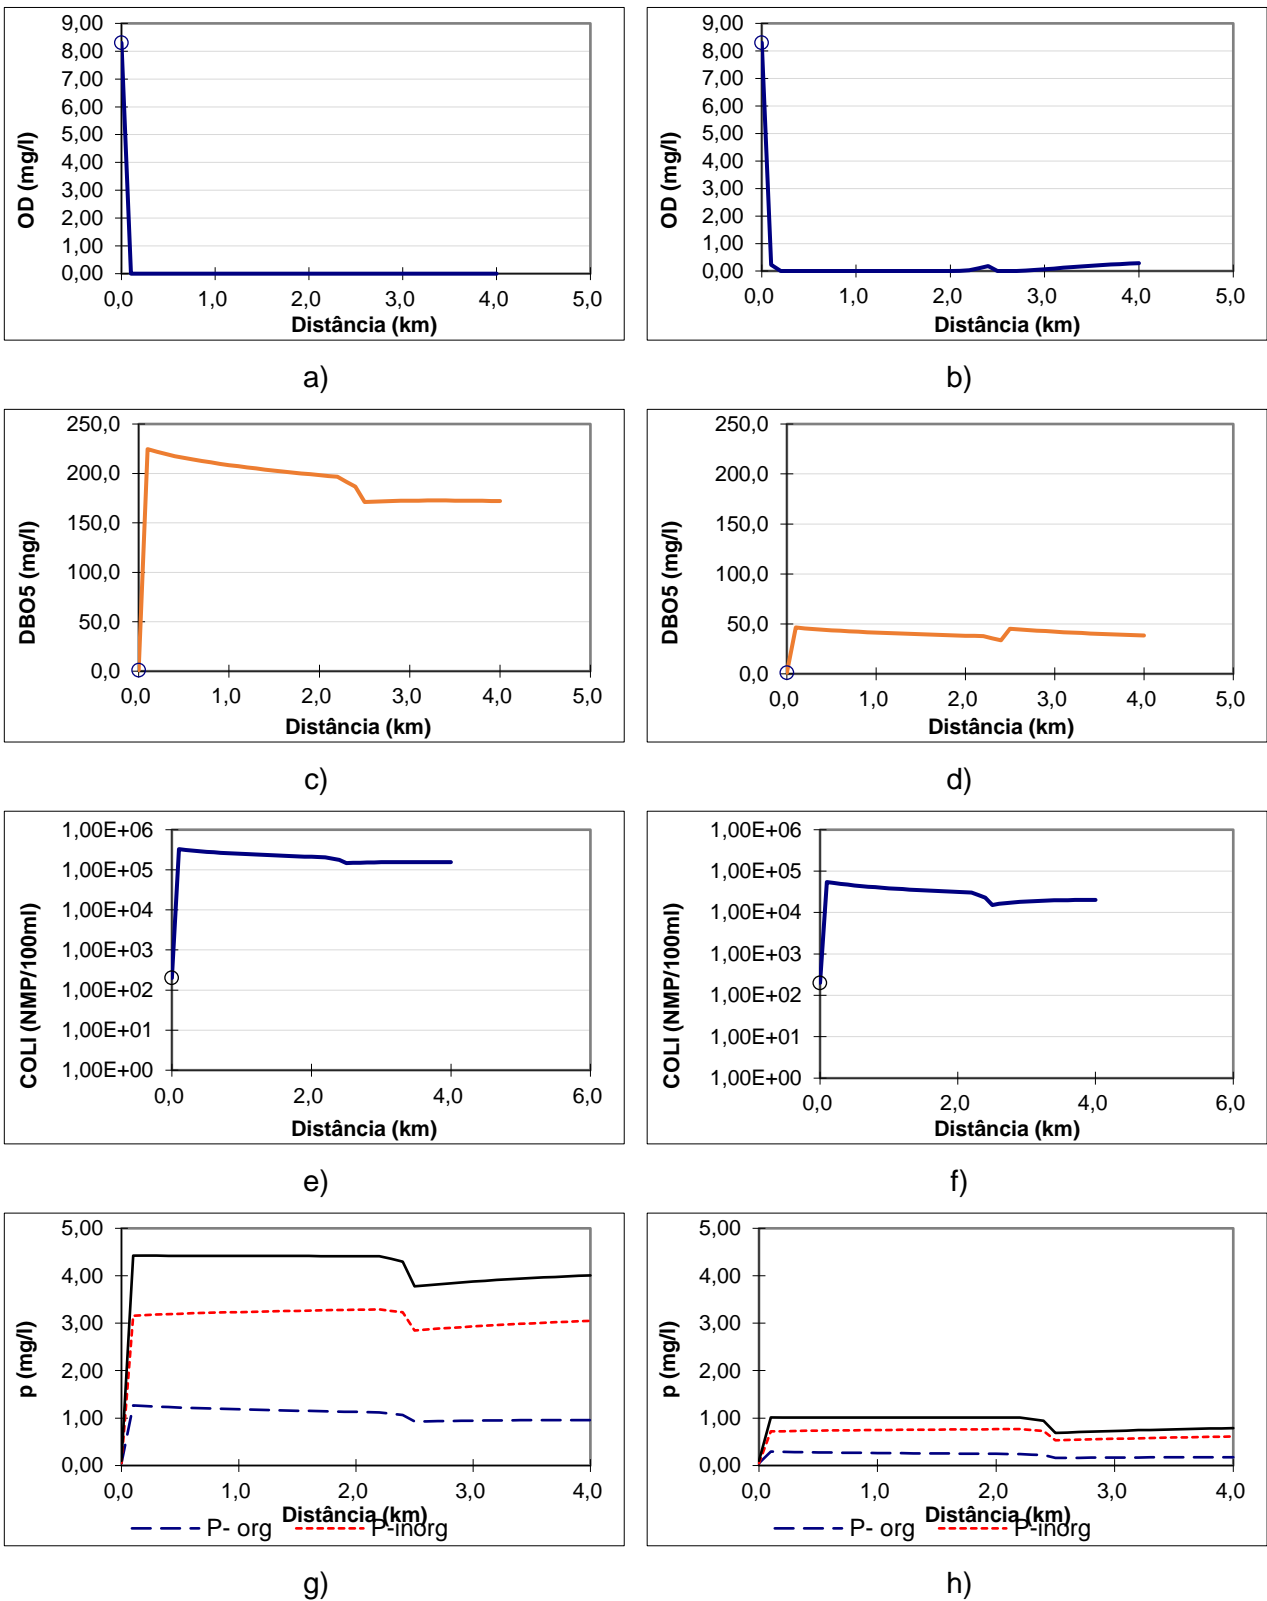 9,00
8,00
7,00
6,00
5,00
4,00
3,00
2,00
1,00
0,00
OD (mg/l)
0,0 1,0 2,0 3,0 4,0 5,0
Distância (km)
a)
9,00
8,00
7,00
6,00
5,00
4,00
3,00
2,00
1,00
0,00
OD (mg/l)
0,0 1,0 2,0 3,0 4,0 5,0
Distância (km)
b)
250,0
200,0
150,0
100,0
50,0
0,0
DBO5 (mg/l)
0,0 1,0 2,0 3,0 4,0 5,0
Distância (km)
c)
250,0
200,0
150,0
100,0
50,0
0,0
DBO5 (mg/l)
0,0 1,0 2,0 3,0 4,0 5,0
Distância (km)
d)
1,00E+06
1,00E+05
1,00E+04
1,00E+03
1,00E+02
1,00E+01
1,00E+00
COLI (NMP/100ml)
0,0 2,0 4,0 6,0
Distância (km)
e)
1,00E+06
1,00E+05
1,00E+04
1,00E+03
1,00E+02
1,00E+01
1,00E+00
COLI (NMP/100ml)
0,0 2,0 4,0 6,0
Distância (km)
f)
5,00
4,00
3,00
2,00
1,00
0,00
p (mg/l)
0,0 1,0 2,0 3,0 4,0
Distância (km)
P- org P-inorg
g)
5,00
4,00
3,00
2,00
1,00
0,00
p (mg/l)
0,0 1,0 2,0 3,0 4,0
Distância (km)
P- org P-inorg
h)